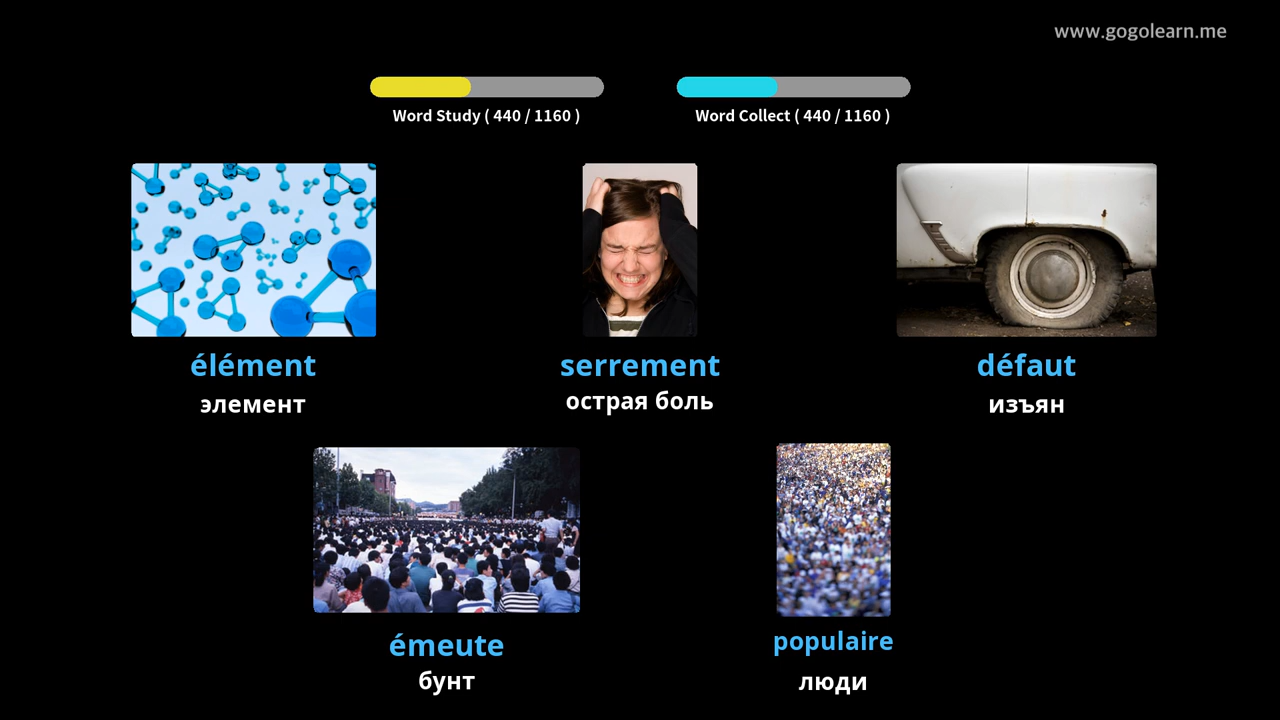 www.gogolearn.me
Word Study ( 440 / 1160 )
Word Collect ( 440 / 1160 )
élément
элемент
serrement
острая боль
défaut
изъян
émeute
бунт
populaire
люди